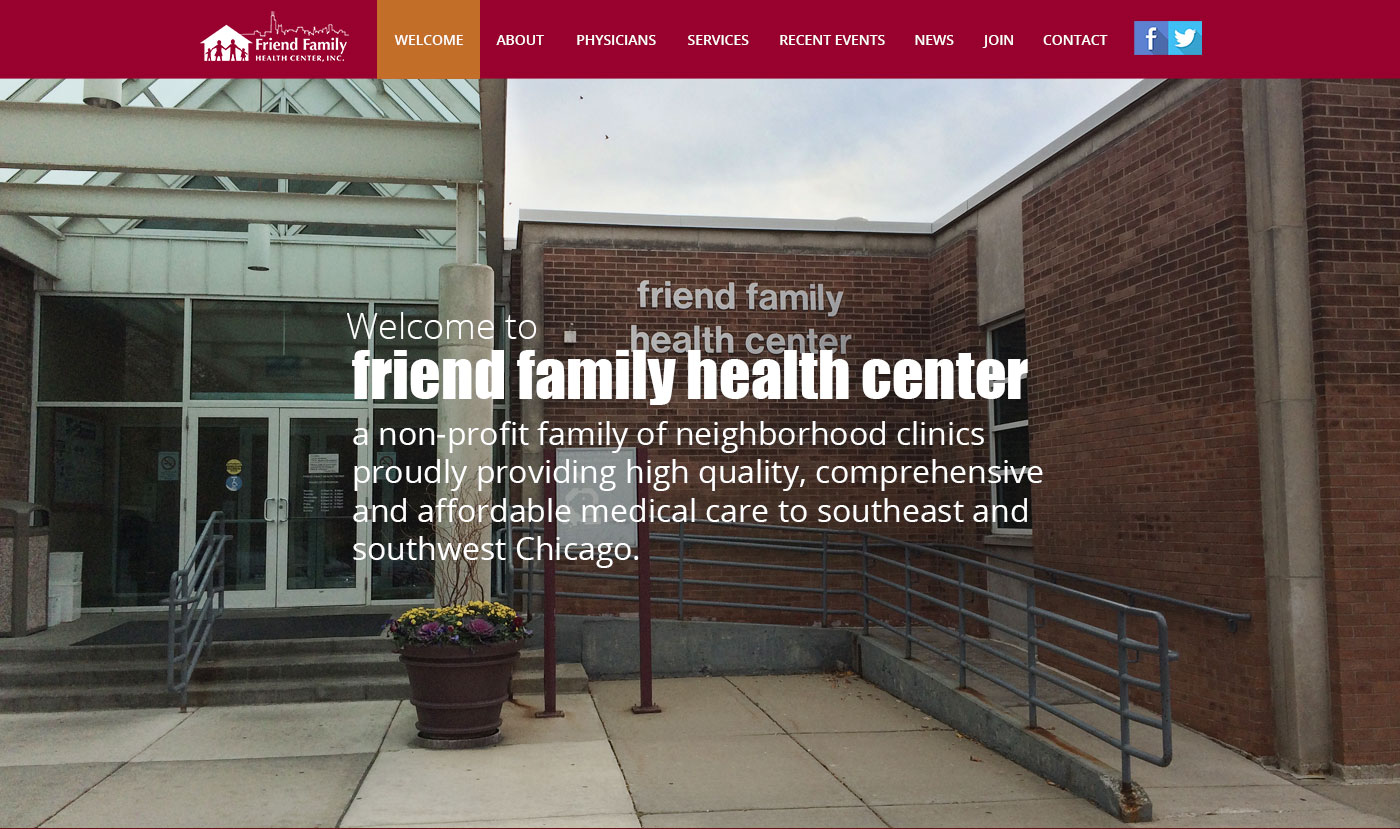 Friend Family
HEALTH CENTER, INC.
WELCOME
ABOUT
PHYSICIANS
SERVICES
RECENT EVENTS
NEWS
JOIN
CONTACT
f
friend family
health center
Welcome to
friend family health center
a non-profit family of neighborhood clinics
proudly providing high quality, comprehensive
and affordable medical care to southeast and
southwest Chicago.